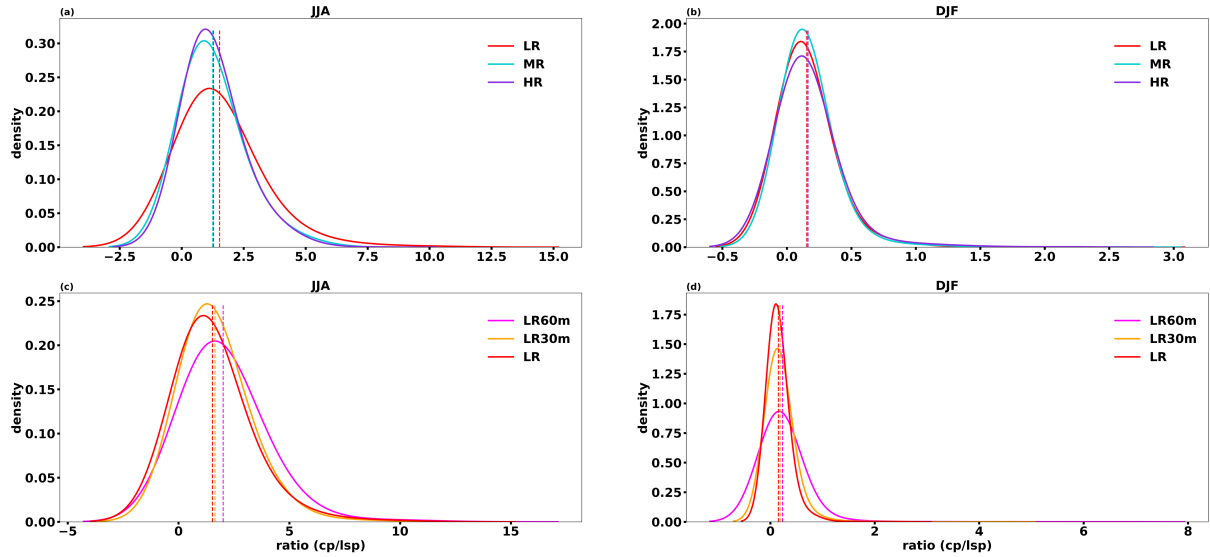 (a) JJA
density
0.30
0.25
0.20
0.15
0.10
0.05
0.00
−2.5 0.0 2.5 5.0 7.5 10.0 12.5 15.0
LR
MR
HR
(b) DJF
density
2.00
1.75
1.50
1.25
1.00
0.75
0.50
0.25
0.00
−0.5 0.0 0.5 1.0 1.5 2.0 2.5 3.0
LR
MR
HR
(c) JJA
density
0.25
0.20
0.15
0.10
0.05
0.00
−5 0 5 10 15
ratio (cp/lsp)
LR60m
LR30m
LR
(d) DJF
density
1.75
1.50
1.25
1.00
0.75
0.50
0.25
0.00
0 2 4 6 8
ratio (cp/lsp)
LR60m
LR30m
LR